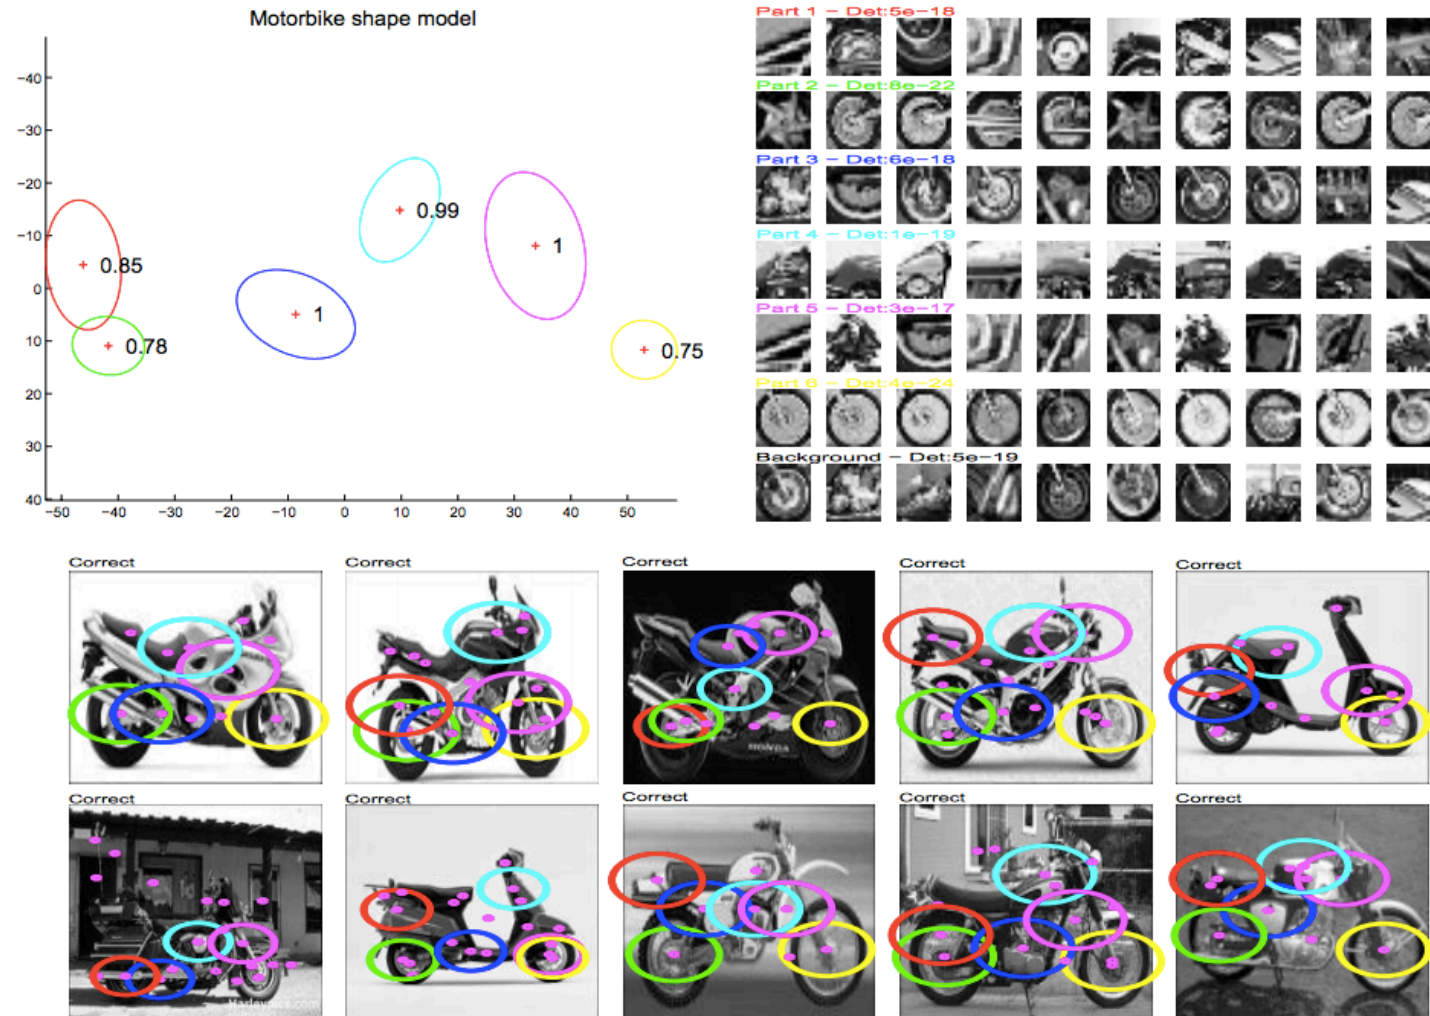 Motorbike shape model
−40
−30
−20
−10
0
10
20
30
40
−50
−40
−30
−20
−10
0
10
20
30
40
50
0.85
0.78
1
0.99
1
0.75
Part 1 − Det:5e−18
Part 2 − Det:8e−22
Part 3 − Det:6e−18
Part 4 − Det:1e−19
Part 5 − Det:3e−17
Part 6 − Det:4e−24
Background − Det:5e−19
Correct
Correct
Correct
Correct
Correct
HONDA
Correct
Correct
Correct
Correct
Correct
Harleypics.com